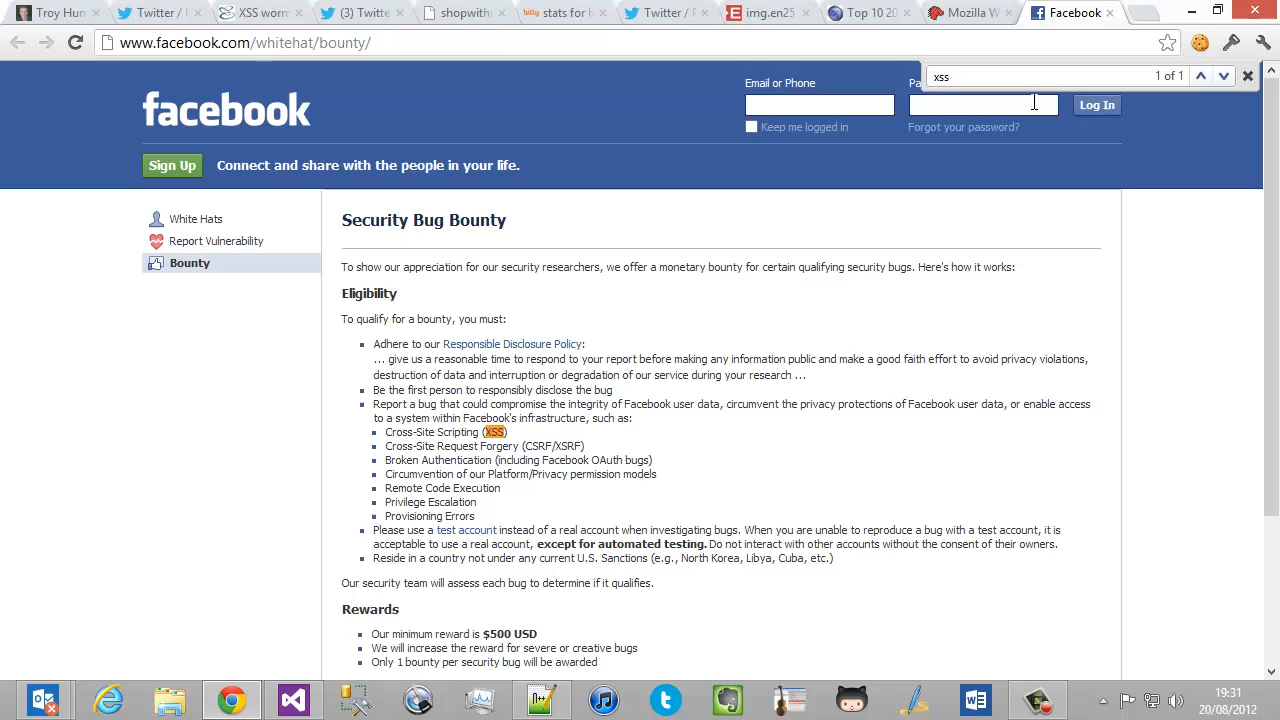 Troy Hun
Twitter /
XSS worm
(3) Twitte
shopwith
bitly stats for
Twitter /
img.en25
Top 10 20
Mozilla W
Facebook
www.facebook.com/whitehat/bounty/
xss
1 of 1
Email or Phone
Pa
facebook
Log In
Keep me logged in
Forgot your password?
Sign Up
Connect and share with the people in your life.
White Hats
Report Vulnerability
Bounty
Security Bug Bounty
To show our appreciation for our security researchers, we offer a monetary bounty for certain qualifying security bugs. Here's how it works:
Eligibility
To qualify for a bounty, you must:
Adhere to our Responsible Disclosure Policy:
... give us a reasonable time to respond to your report before making any information public and make a good faith effort to avoid privacy violations,
destruction of data and interruption or degradation of our service during your research ...
Be the first person to responsibly disclose the bug
Report a bug that could compromise the integrity of Facebook user data, circumvent the privacy protections of Facebook user data, or enable access
to a system within Facebook's infrastructure, such as:
Cross-Site Scripting (XSS)
Cross-Site Request Forgery (CSRF/XSRF)
Broken Authentication (including Facebook OAuth bugs)
Circumvention of our Platform/Privacy permission models
Remote Code Execution
Privilege Escalation
Provisioning Errors
Please use a test account instead of a real account when investigating bugs. When you are unable to reproduce a bug with a test account, it is
acceptable to use a real account, except for automated testing. Do not interact with other accounts without the consent of their owners.
Reside in a country not under any current U.S. Sanctions (e.g., North Korea, Libya, Cuba, etc.)
Our security team will assess each bug to determine if it qualifies.
Rewards
Our minimum reward is $500 USD
We will increase the reward for severe or creative bugs
Only 1 bounty per security bug will be awarded
19:31
20/08/2012